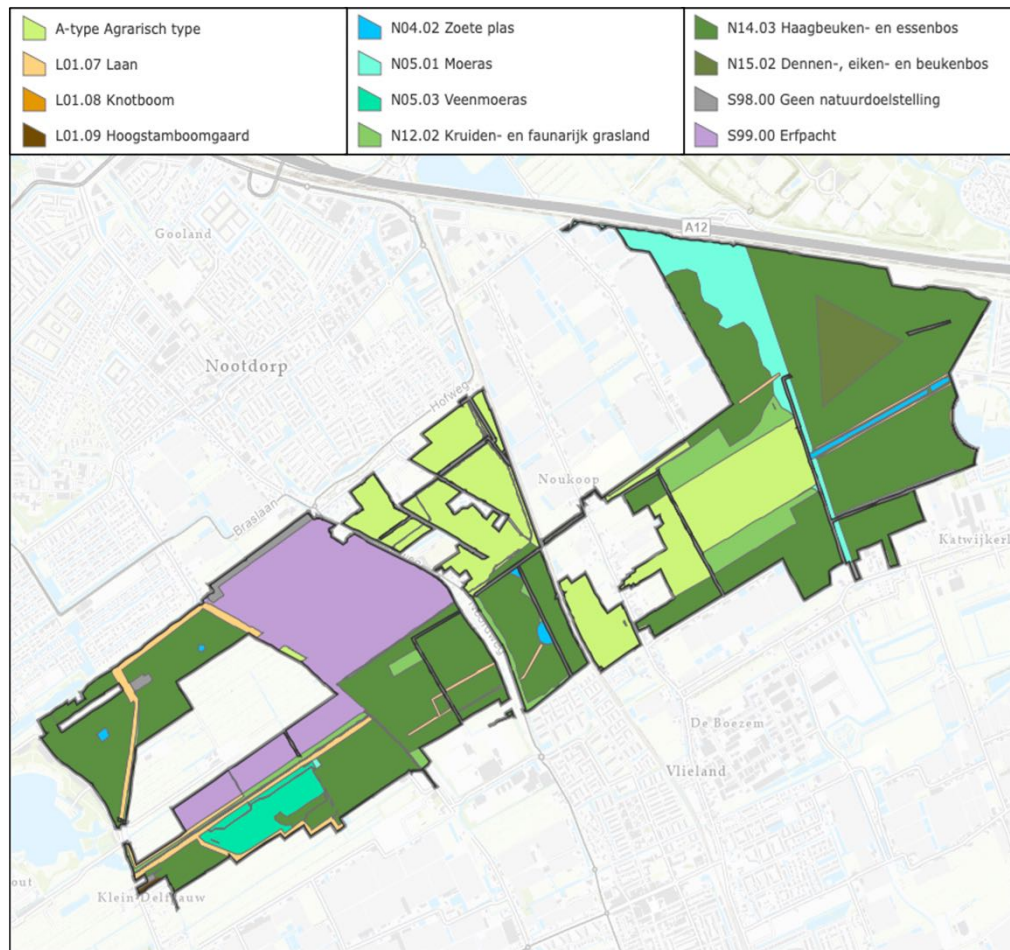 A-type Agrarisch type
L01.07 Laan
L01.08 Knotboom
L01.09 Hoogstamboomgaard
N04.02 Zoete plas
N05.01 Moeras
N05.03 Veenmoeras
N12.02 Kruiden- en faunarijk grasland
N14.03 Haagbeuken- en essenbos
N15.02 Dennen-, eiken- en beukenbos
S98.00 Geen natuurdoelstelling
S99.00 Erfpacht
Gooland
A12
Nootdorp
Hofweg
Noukoop
Braslaan
Katwijkerl
De Boezem
Vlieland
out
Klein-Delfgauw